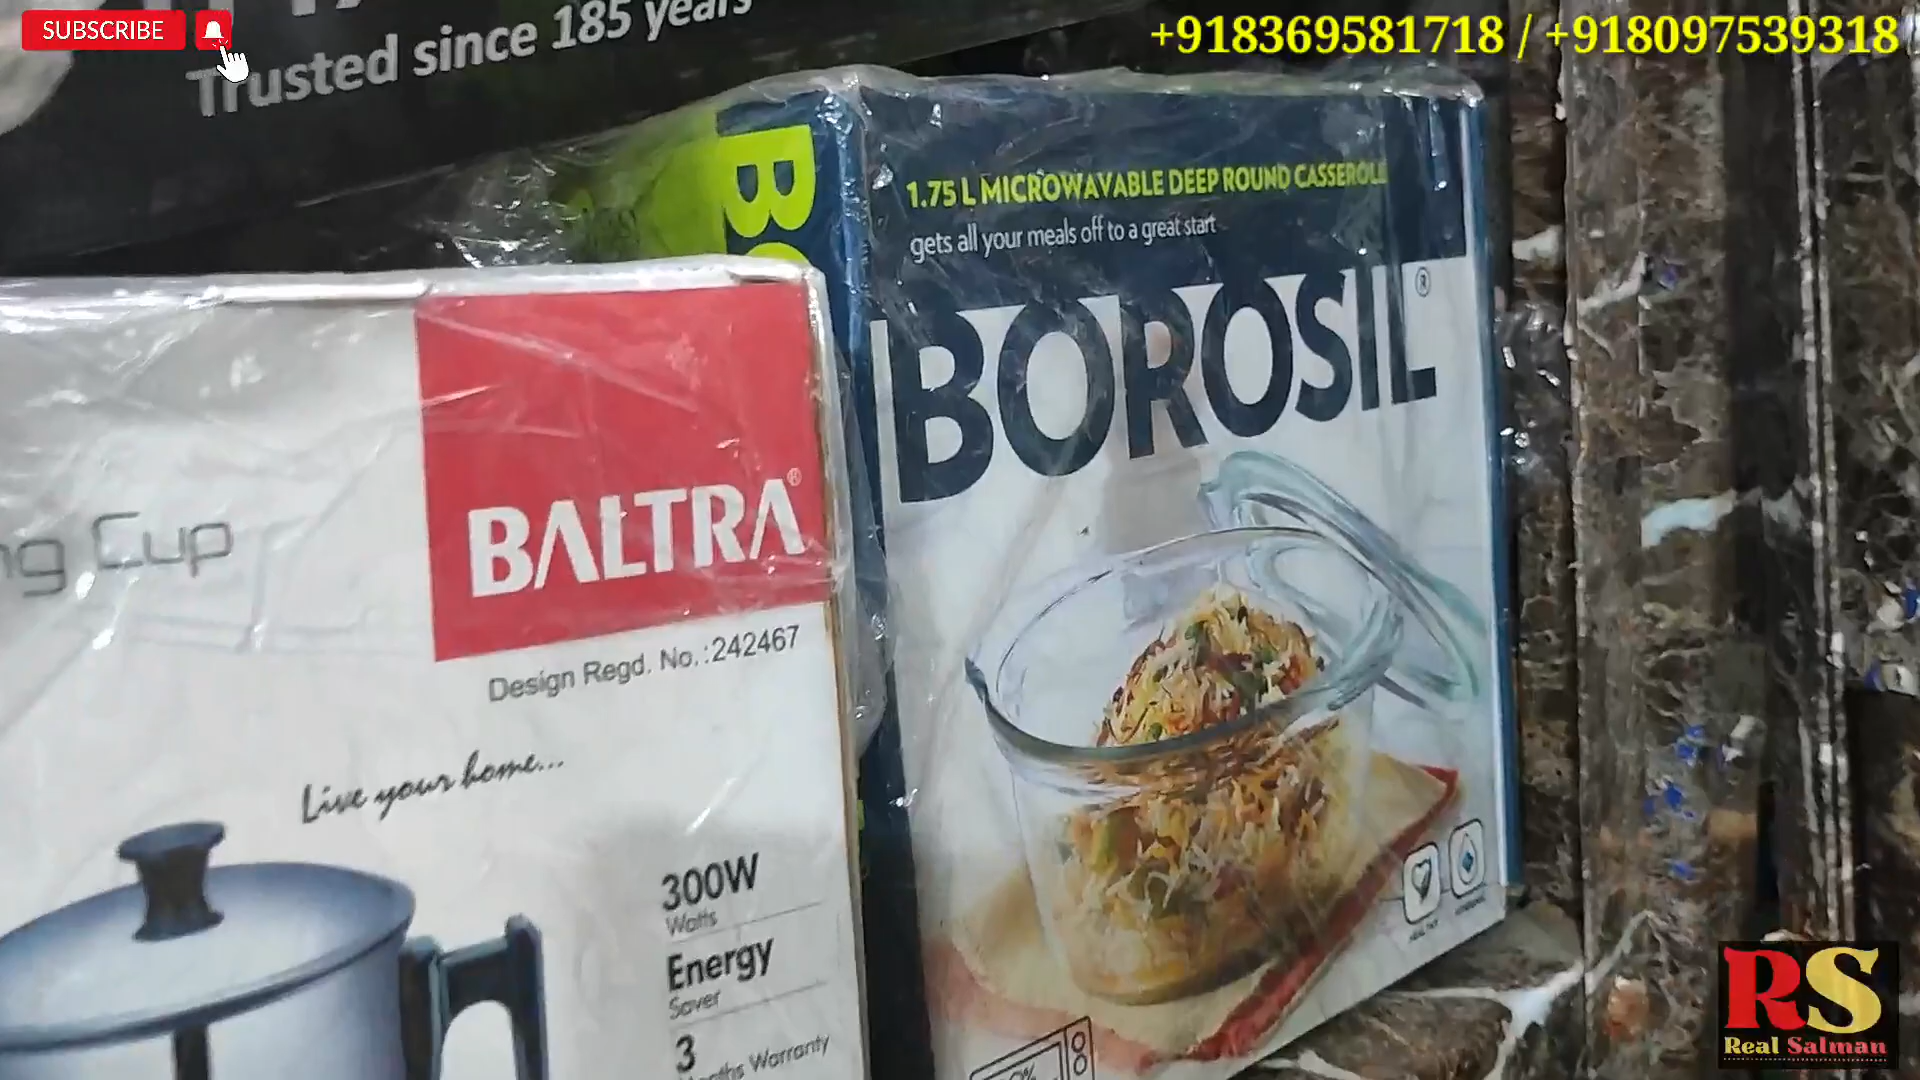 SUBSCRIBE
+918369581718 / +918097539318
Trusted since 185 years
BO
1.75 L MICROWAVABLE DEEP ROUND CASSEROLE
gets all your meals off to a great start
BOROSIL®
Cup
BALTRA®
Design Regd. No.:242467
Live your home...
300W
Watts
Energy
Saver
3
Warranty
HEALTHY
RS
Real Salman